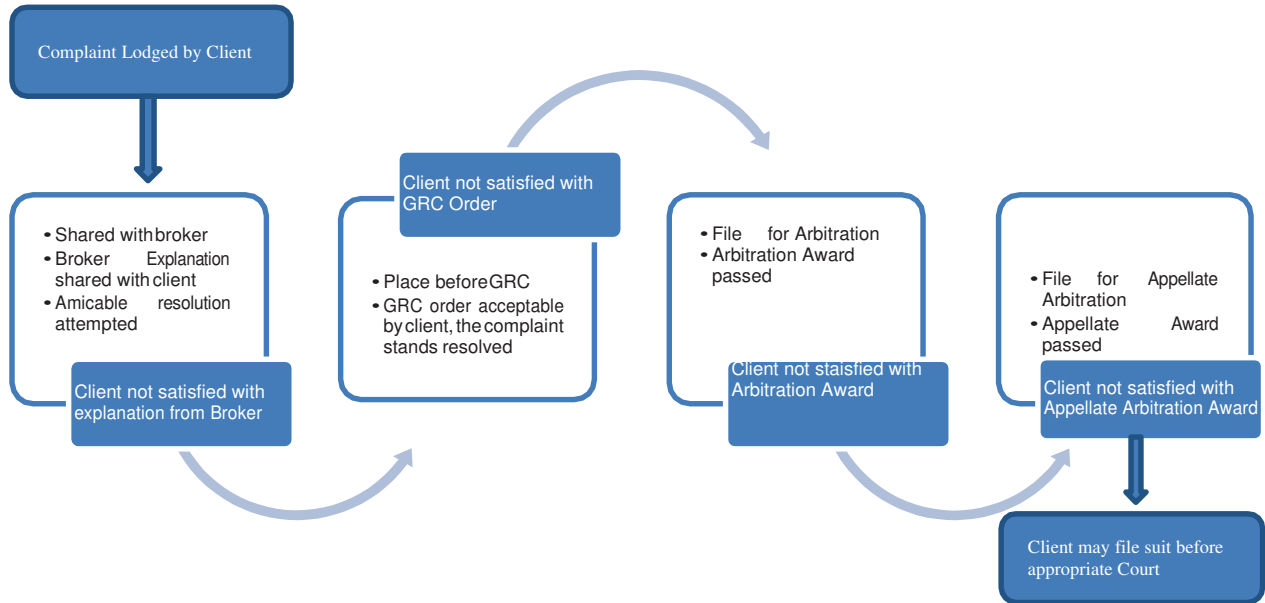 Complaint Lodged by Client
• Shared with broker
• Broker Explanation
shared with client
• Amicable resolution
attempted
Client not satisfied with
explanation from Broker
Client not satisfied with
GRC Order
• Place before GRC
• GRC order acceptable
by client, the complaint
stands resolved
• File for Arbitration
• Arbitration Award
passed
Client not staisfied with
Arbitration Award
• File for Appellate
Arbitration
• Appellate Award
passed
Client not satisfied with
Appellate Arbitration Award
Client may file suit before
appropriate Court